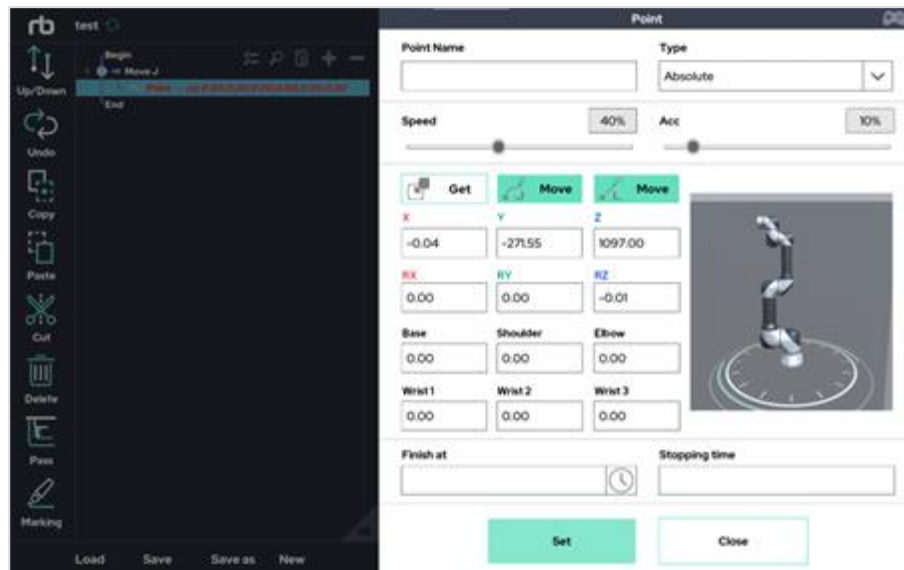 rb test
Begin
Move J
Point
End
Up/Down
Undo
Copy
Paste
Cut
Delete
Pass
Marking
Load Save Save as New
Point
Point Name Type
Absolute
Speed 40% Acc 10%
Get Move Move
X Y Z
-0.04 -271.55 1097.00
RX RY RZ
0.00 0.00 -0.01
Base Shoulder Elbow
0.00 0.00 0.00
Wrist 1 Wrist 2 Wrist 3
0.00 0.00 0.00
Finish at Stopping time
Set Close